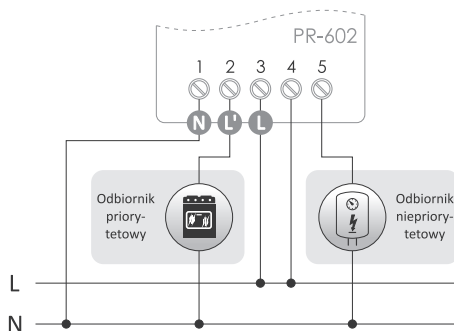 PR-602
1 2 3 4 5
N L' L
Odbiornik
priory-
tetowy
Odbiornik
niepriory-
tetowy
L
N